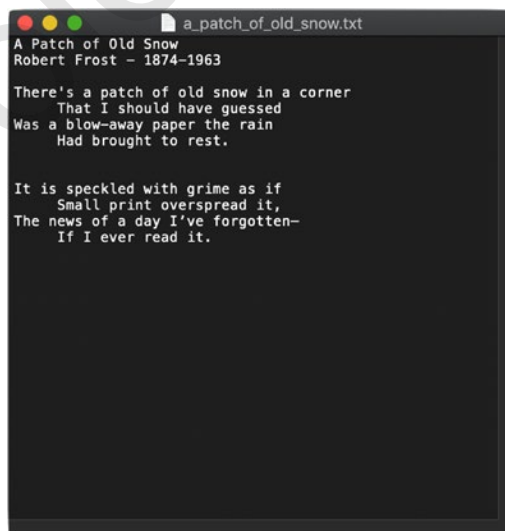 a_patch_of_old_snow.txt
A Patch of Old Snow
Robert Frost – 1874–1963
There's a patch of old snow in a corner
That I should have guessed
Was a blow–away paper the rain
Had brought to rest.
It is speckled with grime as if
Small print overspread it,
The news of a day I’ve forgotten–
If I ever read it.